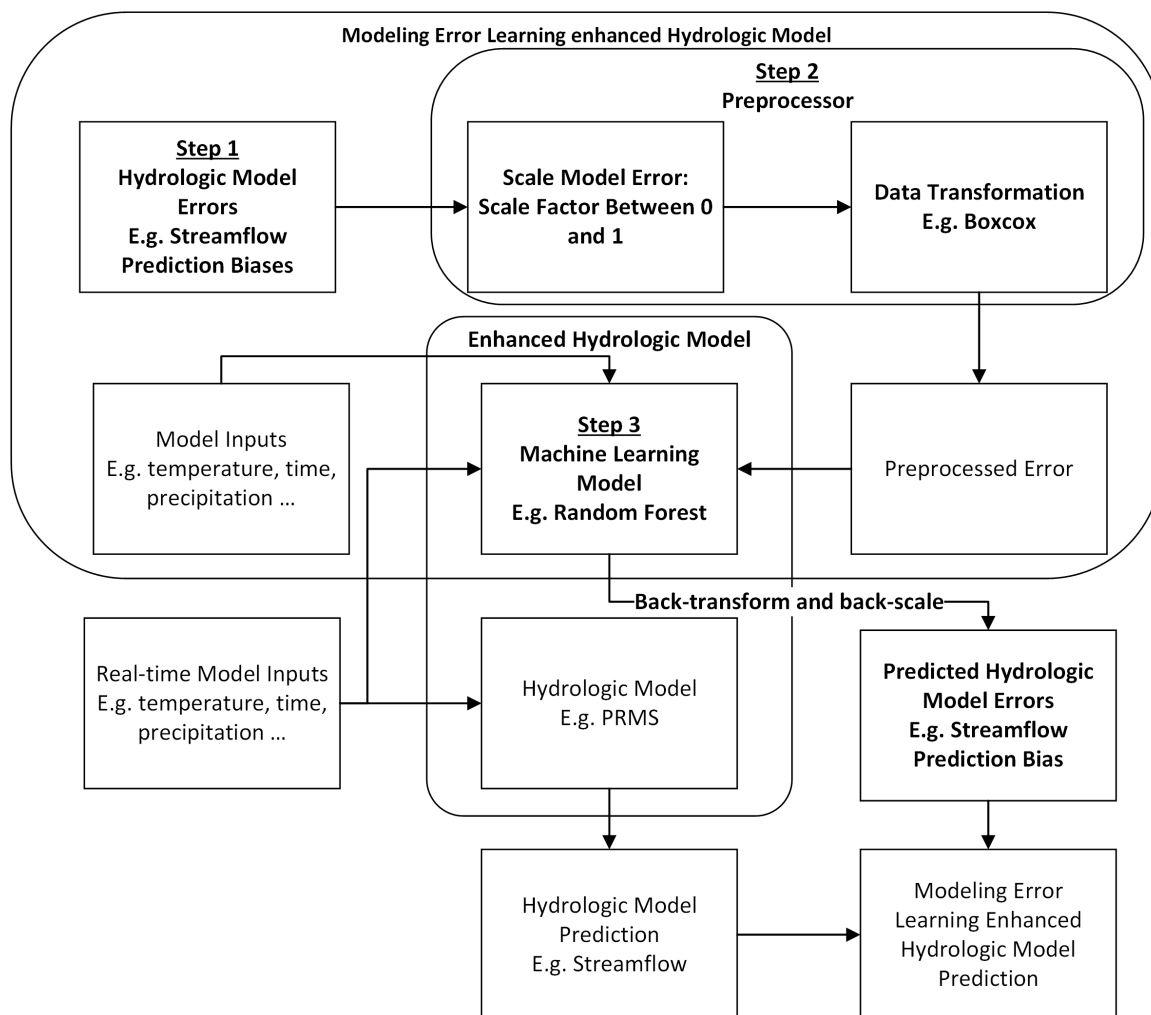 Modeling Error Learning enhanced Hydrologic Model
Step 2
Preprocessor
Step 1
Hydrologic Model
Errors
E.g. Streamflow
Prediction Biases
Scale Model Error:
Scale Factor Between 0
and 1
Data Transformation
E.g. Boxcox
Enhanced Hydrologic Model
Model Inputs
E.g. temperature, time,
precipitation ...
Step 3
Machine Learning
Model
E.g. Random Forest
Preprocessed Error
Back-transform and back-scale
Real-time Model Inputs
E.g. temperature, time,
precipitation ...
Hydrologic Model
E.g. PRMS
Predicted Hydrologic
Model Errors
E.g. Streamflow
Prediction Bias
Hydrologic Model
Prediction
E.g. Streamflow
Modeling Error
Learning Enhanced
Hydrologic Model
Prediction